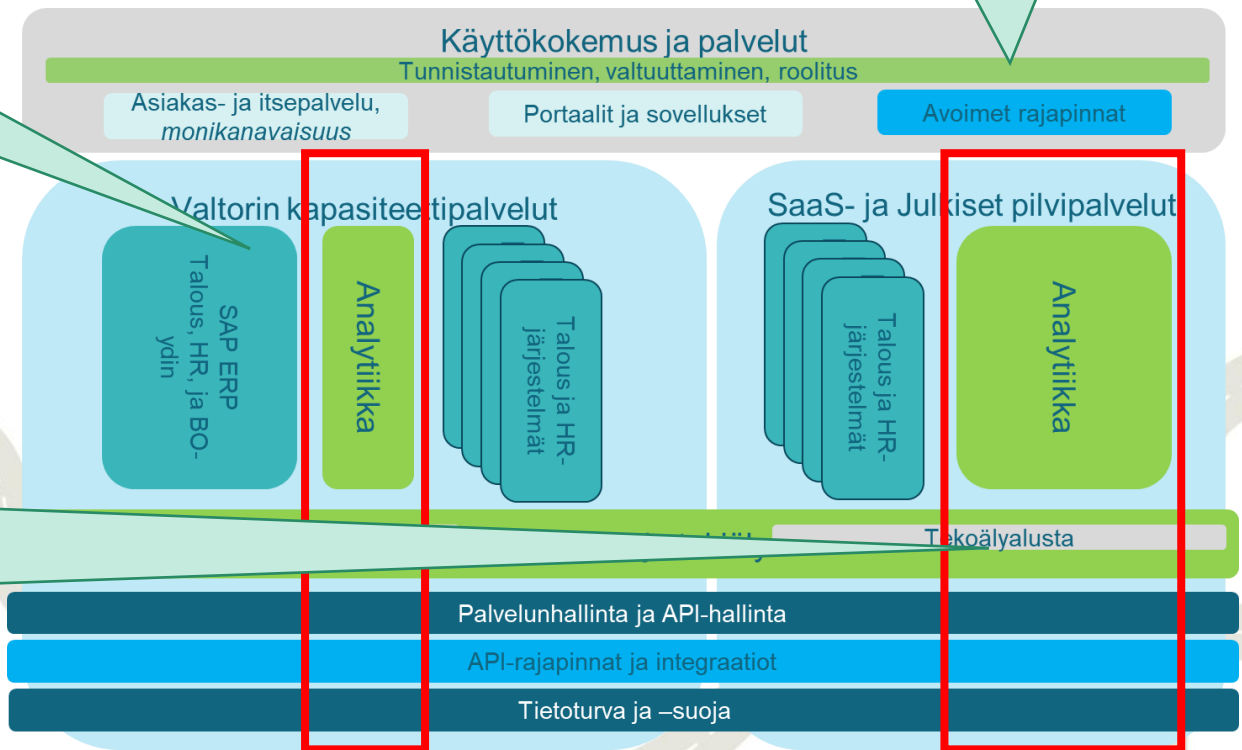 Käyttökokemus ja palvelut
Tunnistautuminen, valtuuttaminen, roolitus
Asiakas- ja itsepalvelu,
monikanavaisuus
Portaalit ja sovellukset
Avoimet rajapinnat
Valtorin kapasiteettipalvelut
SaaS- ja Julkiset pilvipalvelut
SAP ERP
Talous, HR, ja BO-
ydin
Analytiikka
Talous ja HR-
järjestelmät
Talous ja HR-
järjestelmät
Analytiikka
Tekoälyalusta
Palvelunhallinta ja API-hallinta
API-rajapinnat ja integraatiot
Tietoturva ja –suoja